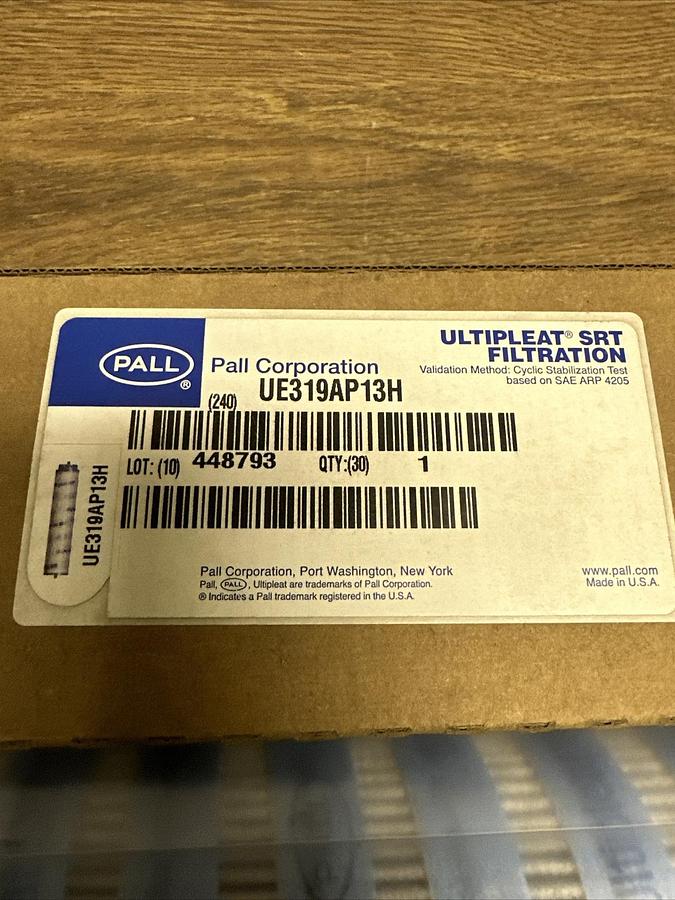 PALL
®
Pall Corporation
ULTIPLEAT® SRT
FILTRATION
Validation Method: Cyclic Stabilization Test
based on SAE ARP 4205
(240) UE319AP13H
LOT: (10) 448793 QTY:(30) 1
UE319AP13H
Pall Corporation, Port Washington, New York
Pall, PALL, Ultipleat are trademarks of Pall Corporation.
® Indicates a Pall trademark registered in the U.S.A.
www.pall.com
Made in U.S.A.